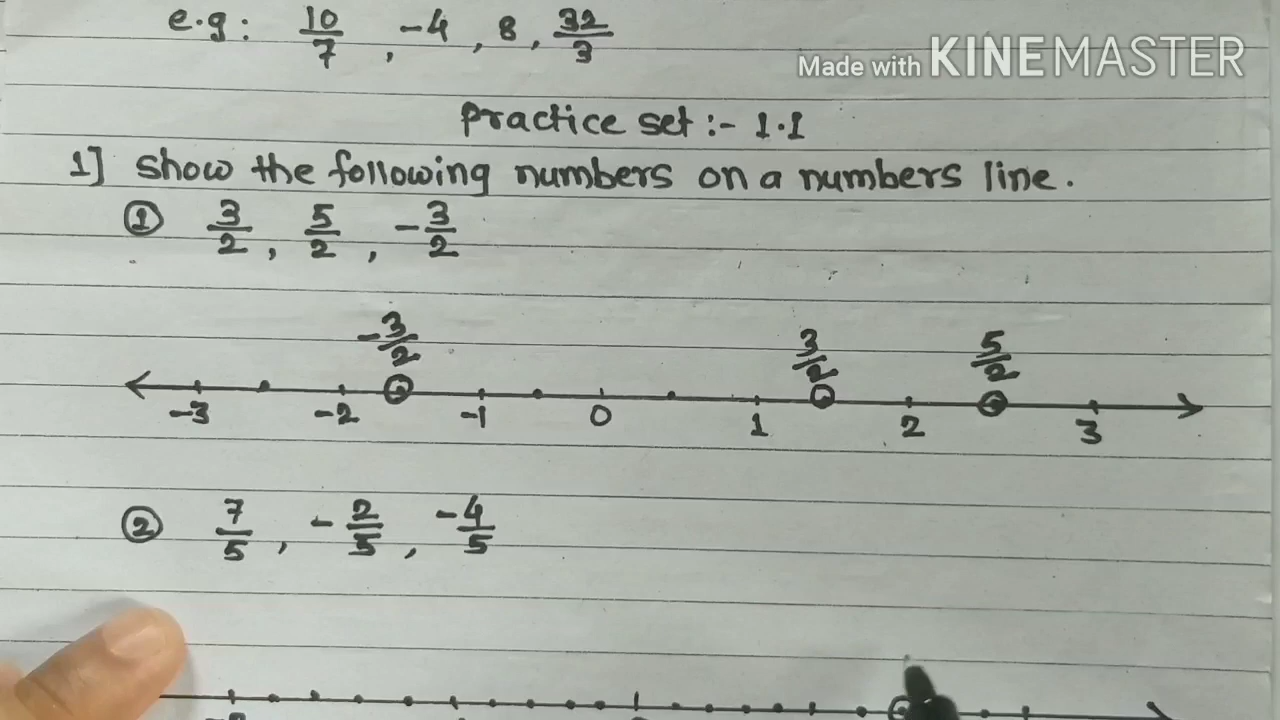 e.g: 10/7, -4, 8, 32/3
Made with KINEMASTER
Practice set :- 1.1
1] Show the following numbers on a numbers line.
① 3/2, 5/2, -3/2
-3/2 3/2 5/2
-3 -2 -1 0 1 2 3
② 7/5, -2/5, -4/5